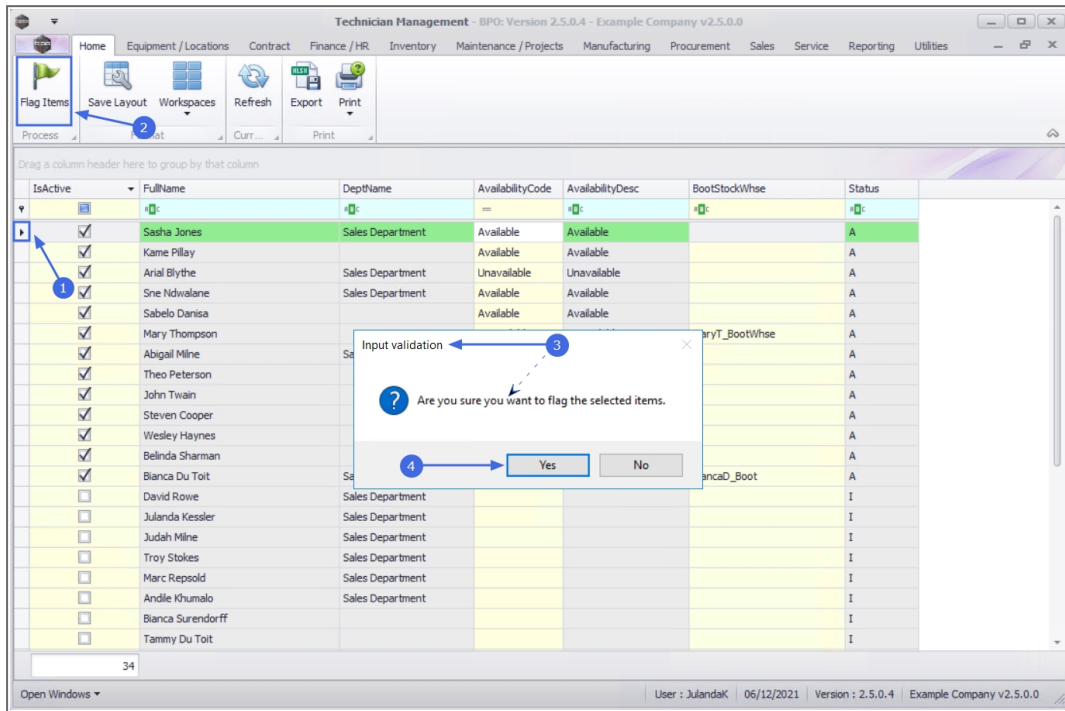 Technician Management - BPO: Version 2.5.0.4 - Example Company v2.5.0.0
Home Equipment / Locations Contract Finance / HR Inventory Maintenance / Projects Manufacturing Procurement Sales Service Reporting Utilities
Flag Items Save Layout Workspaces Refresh Export Print
2
Process Curr... Print
Drag a column header here to group by that column
IsActive FullName DeptName AvailabilityCode AvailabilityDesc BootStockWhse Status
Sasha Jones Sales Department Available Available A
Kame Pillay Available Available A
Arial Blythe Sales Department Unavailable Unavailable A
1
Sne Ndwalane Sales Department Available Available A
Sabelo Danisa Available Available A
Mary Thompson aryT_BootWhse A
Input validation 3
Abigail Milne Sa A
Theo Peterson A
John Twain A
Are you sure you want to flag the selected items.
Steven Cooper A
Wesley Haynes A
Belinda Sharman A
4 Yes No
Bianca Du Toit Sa ancaD_Boot A
David Rowe Sales Department I
Julanda Kessler Sales Department I
Judah Milne Sales Department I
Troy Stokes Sales Department I
Marc Repsold Sales Department I
Andile Khumalo Sales Department I
Bianca Surendorff I
Tammy Du Toit I
34
Open Windows User : JulandaK 06/12/2021 Version : 2.5.0.4 Example Company v2.5.0.0